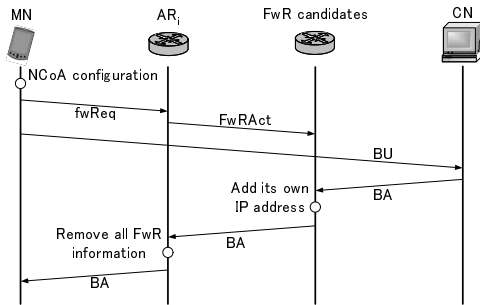 MN
ARi
FwR candidates
CN
NCoA configuration
fwReq
FwRAct
BU
Add its own
IP address
BA
Remove all FwR
information
BA
BA